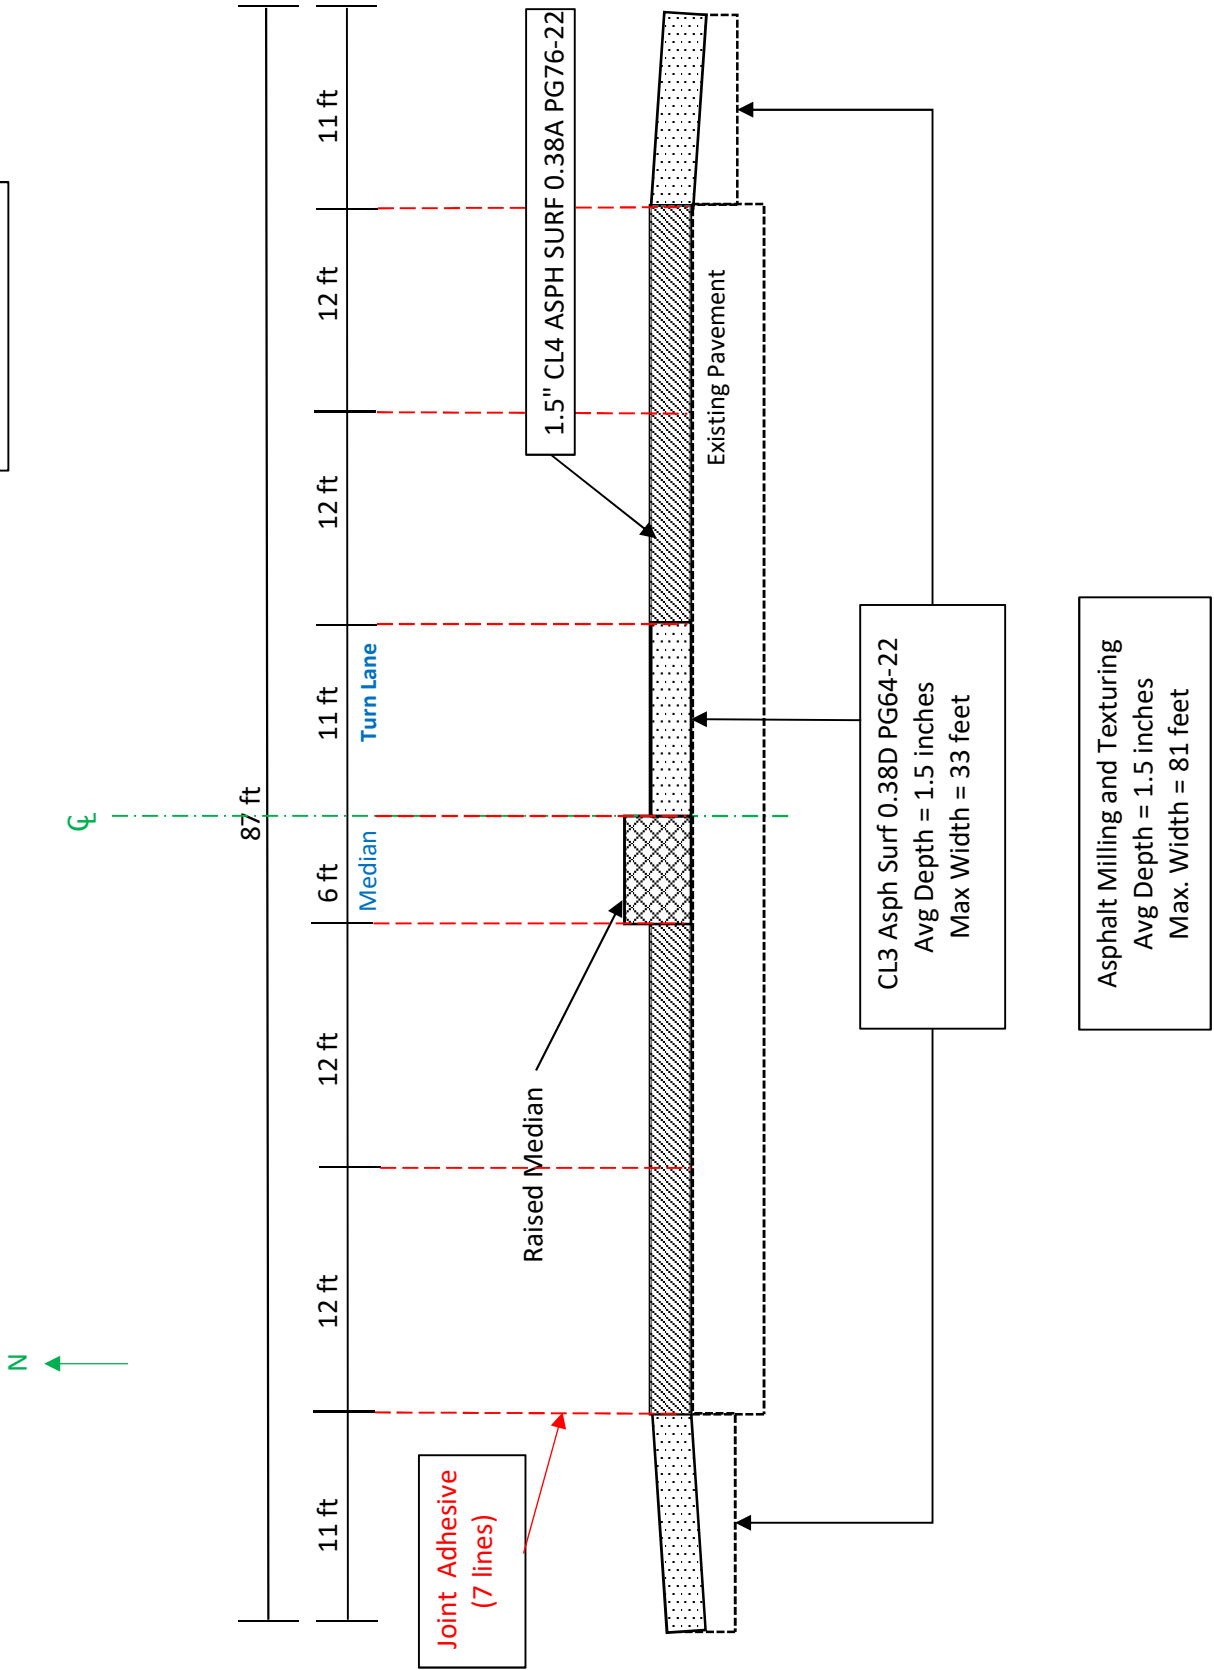 N
℄
87 ft
11 ft
12 ft
12 ft
6 ft
11 ft
12 ft
12 ft
11 ft
Median
Turn Lane
Joint Adhesive
(7 lines)
Raised Median
1.5" CL4 ASPH SURF 0.38A PG76-22
Existing Pavement
CL3 Asph Surf 0.38D PG64-22
Avg Depth = 1.5 inches
Max Width = 33 feet
Asphalt Milling and Texturing
Avg Depth = 1.5 inches
Max. Width = 81 feet